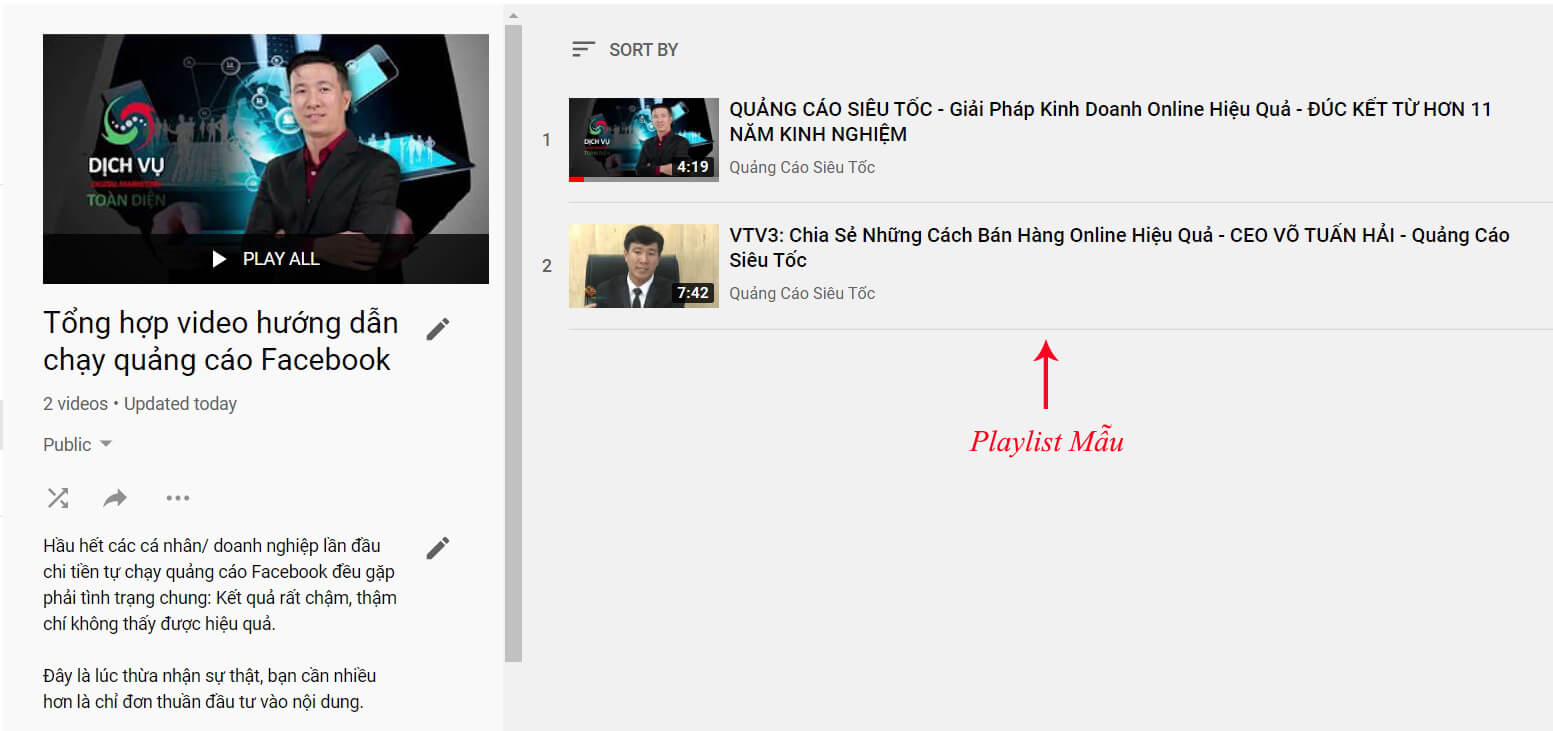 DỊCH VỤ
DIGITAL MARKETING
TOÀN DIỆN
PLAY ALL
Tổng hợp video hướng dẫn
chạy quảng cáo Facebook
2 videos • Updated today
Public
Hầu hết các cá nhân/ doanh nghiệp lần đầu
chi tiền tự chạy quảng cáo Facebook đều gặp
phải tình trạng chung: Kết quả rất chậm, thậm
chí không thấy được hiệu quả.
Đây là lúc thừa nhận sự thật, bạn cần nhiều
hơn là chỉ đơn thuần đầu tư vào nội dung.
SORT BY
1
DỊCH VỤ
TOÀN DIỆN
4:19
QUẢNG CÁO SIÊU TỐC - Giải Pháp Kinh Doanh Online Hiệu Quả - ĐÚC KẾT TỪ HƠN 11
NĂM KINH NGHIỆM
Quảng Cáo Siêu Tốc
2
7:42
VTV3: Chia Sẻ Những Cách Bán Hàng Online Hiệu Quả - CEO VÕ TUẤN HẢI - Quảng Cáo
Siêu Tốc
Quảng Cáo Siêu Tốc
Playlist Mẫu